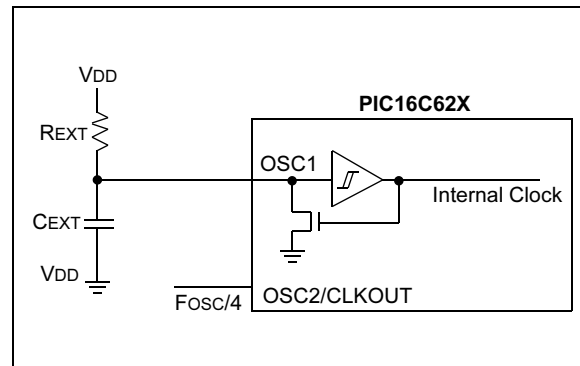 VDD
PIC16C62X
REXT
OSC1
Internal Clock
CEXT
VDD
FOSC/4
OSC2/CLKOUT